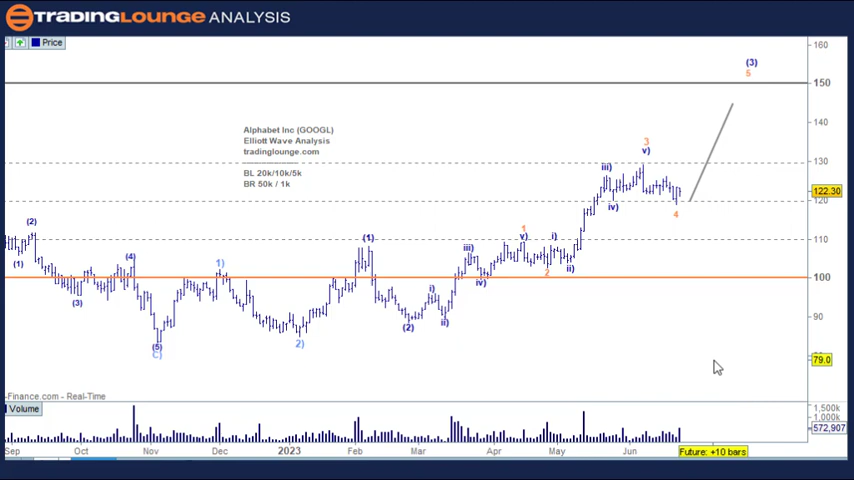 TRADINGLOUNGE ANALYSIS
Price
160
(3)
5
150
140
Alphabet Inc (GOOGL)
Elliott Wave Analysis
tradinglounge.com
BL 20k/10k/5k
BR 50k / 1k
3
v)
130
iii)
122.30
iv)
120
4
(2)
(1)
1
v)
i)
110
iii)
2
ii)
(4)
1)
iv)
100
(1)
(3)
i)
(2)
ii)
90
(5)
C)
2)
79.0
-Finance.com - Real-Time
Volume
1,500k
1,000k
572,907
Sep Oct Nov Dec 2023 Feb Mar Apr May Jun
Future: +10 bars